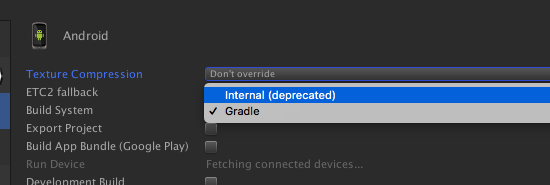 Android
Texture Compression Don't override
ETC2 fallback
Internal (deprecated)
Build System
Gradle
Export Project
Build App Bundle (Google Play)
Run Device Fetching connected devices...
Development Build